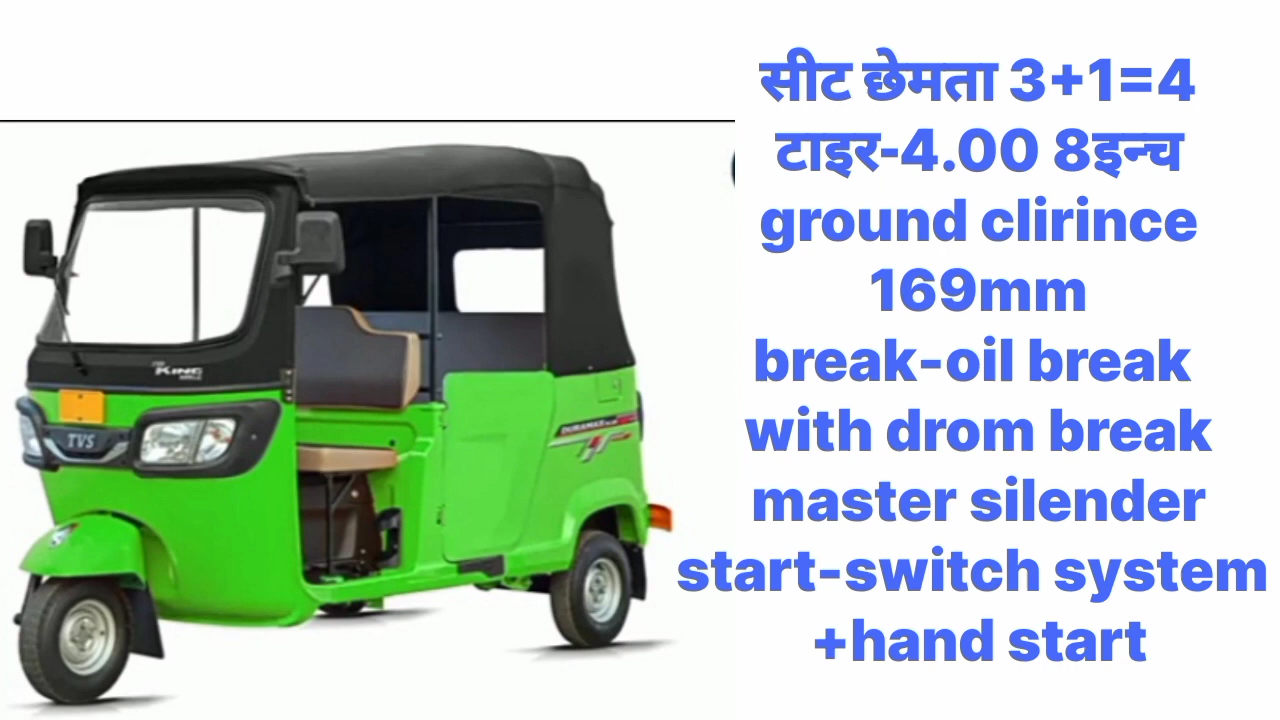 सीट छेमता 3+1=4
टाइर-4.00 8इन्च
ground clirince
169mm
break-oil break
with drom break
master silender
start-switch system
+hand start
KING
TVS
DURAMAX